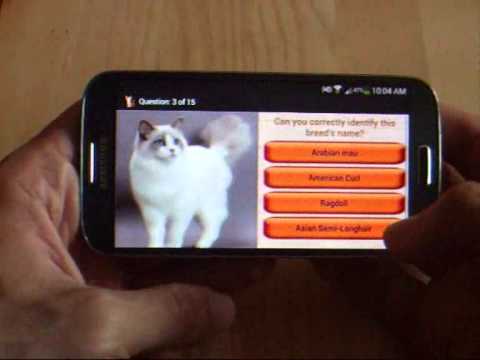 Question: 3 of 15
47%
10:04 AM
Can you correctly identify this
breed's name?
Arabian mau
American Curl
Ragdoll
Asian Semi-Longhair
SAMSUNG